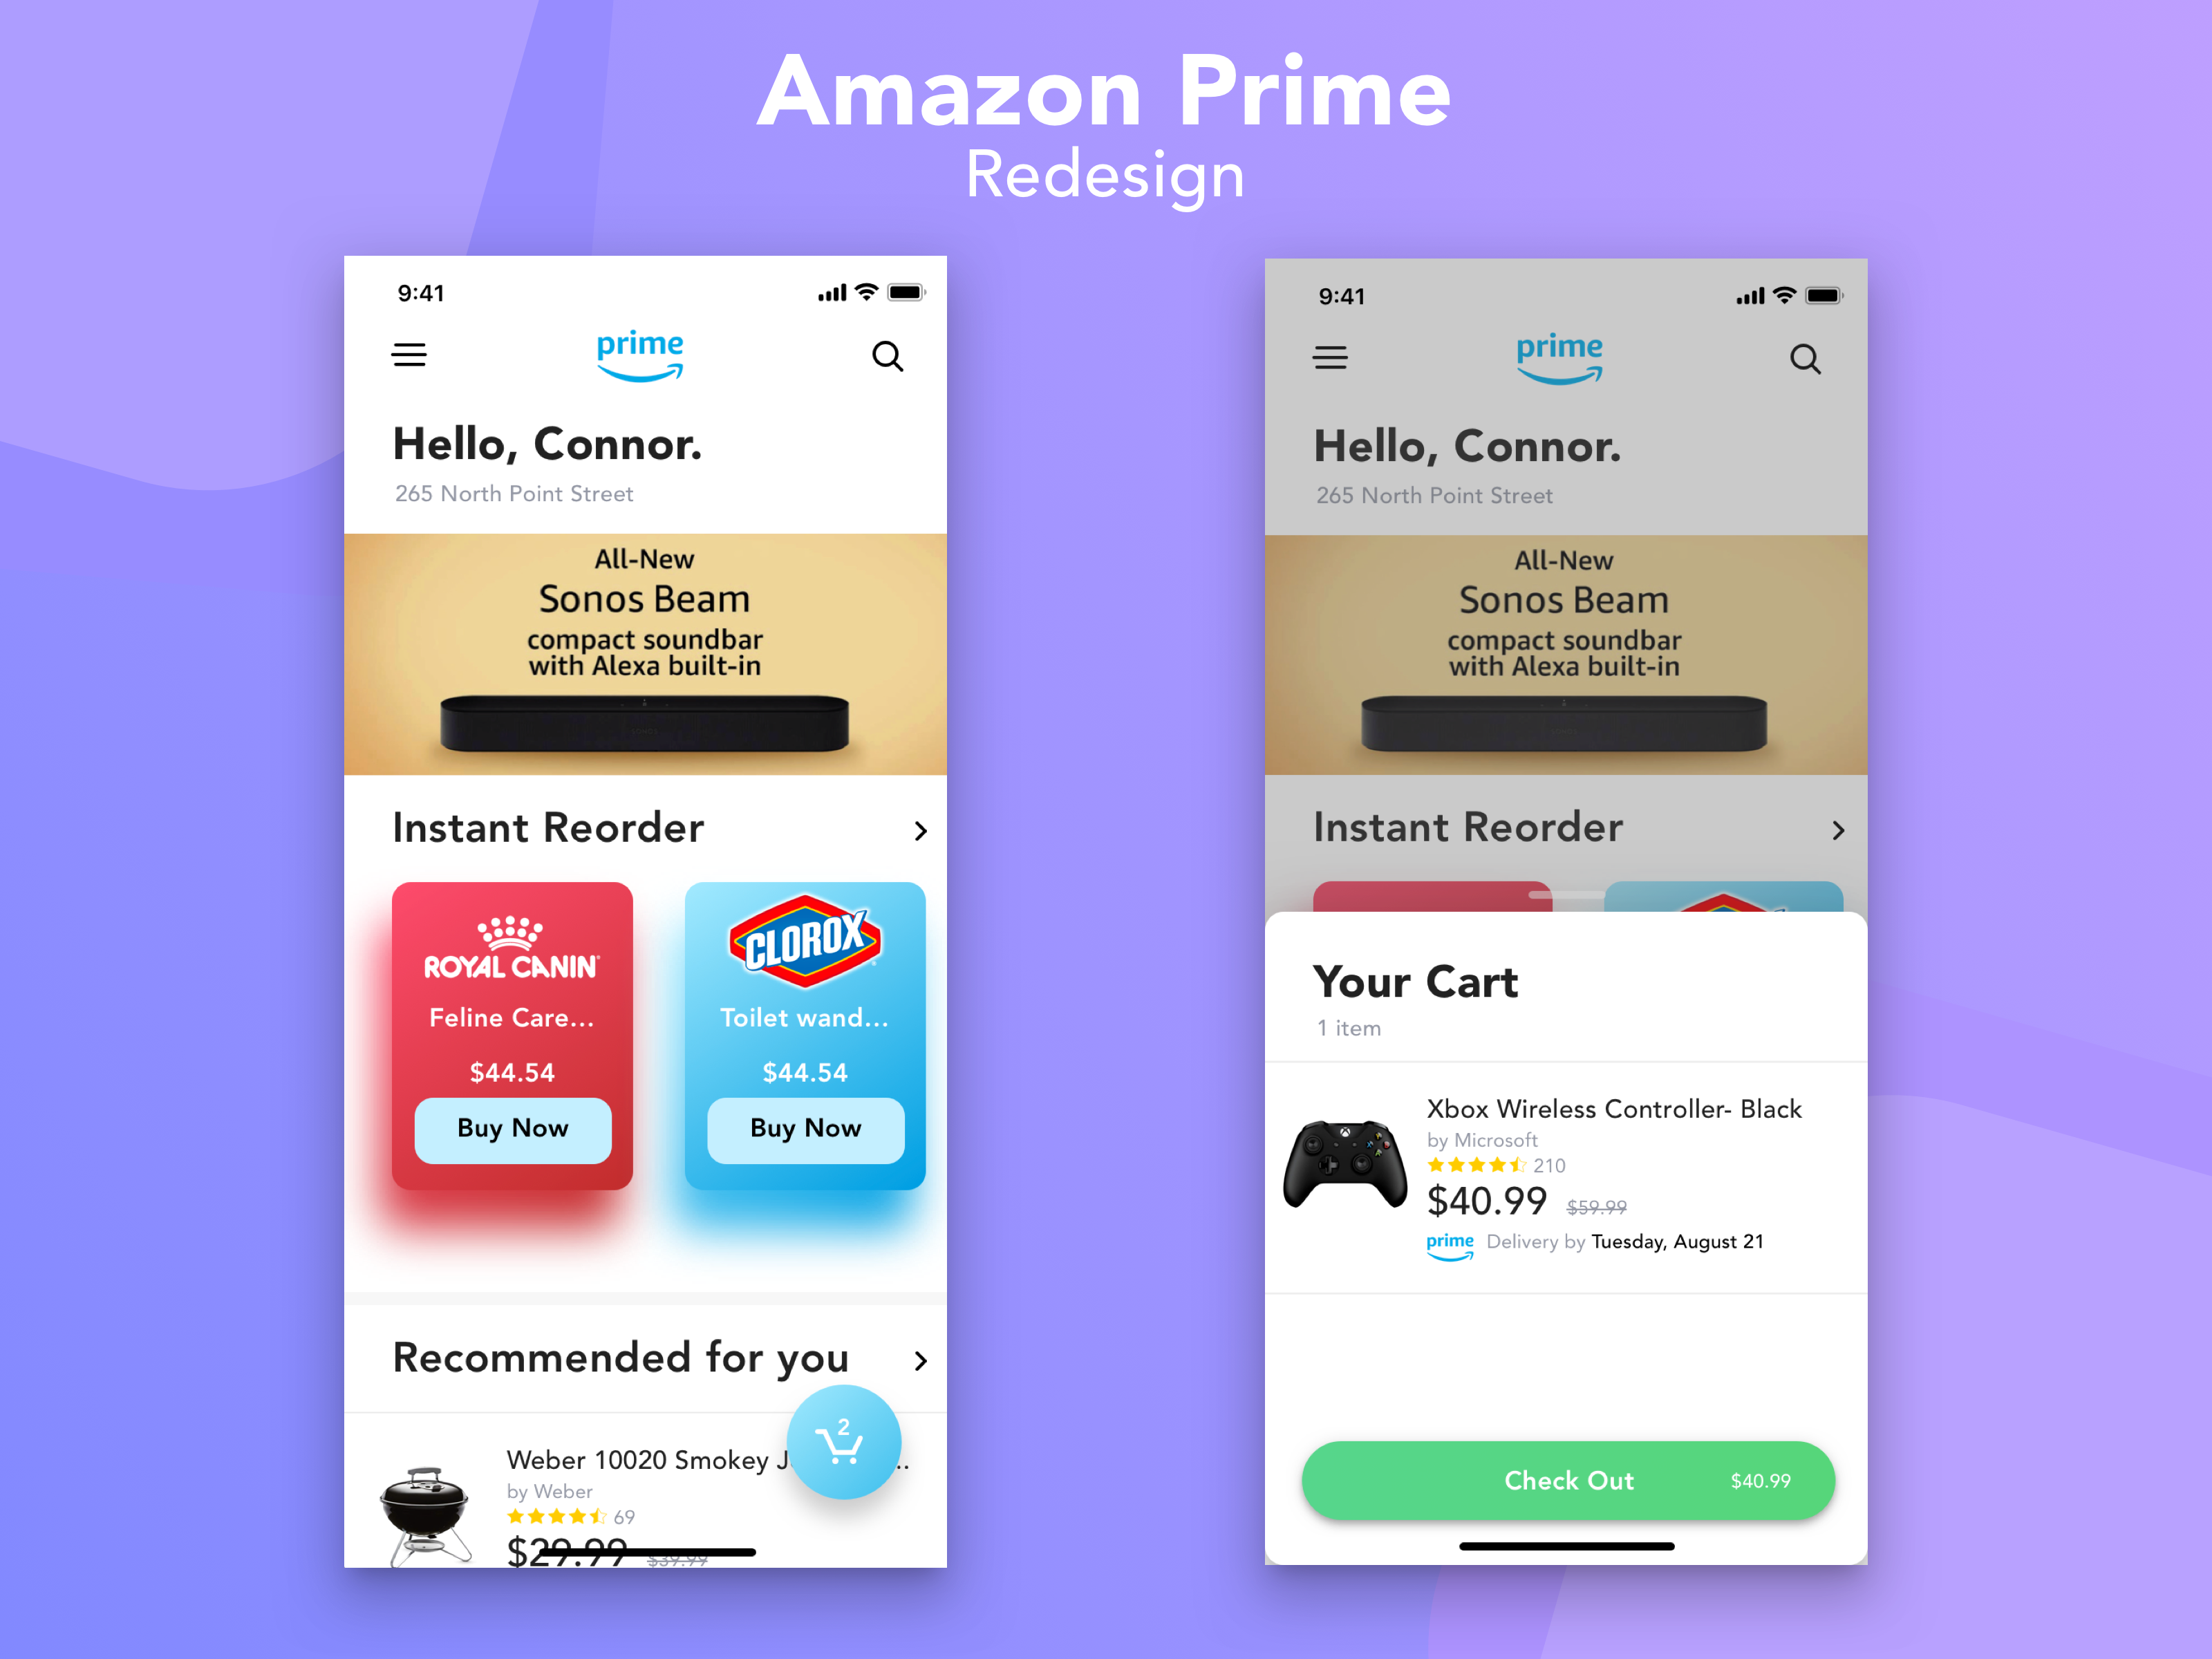 Amazon Prime
Redesign
9:41
prime
Hello, Connor.
265 North Point Street
All-New
Sonos Beam
compact soundbar
with Alexa built-in
Instant Reorder
ROYAL CANIN
Feline Care...
$44.54
Buy Now
CLOROX
Toilet wand...
$44.54
Buy Now
Recommended for you
2
Weber 10020 Smokey J
..
by Weber
69
$29.99 $39.99
9:41
prime
Hello, Connor.
265 North Point Street
All-New
Sonos Beam
compact soundbar
with Alexa built-in
Instant Reorder
Your Cart
1 item
Xbox Wireless Controller- Black
by Microsoft
210
$40.99 $59.99
prime Delivery by Tuesday, August 21
Check Out $40.99